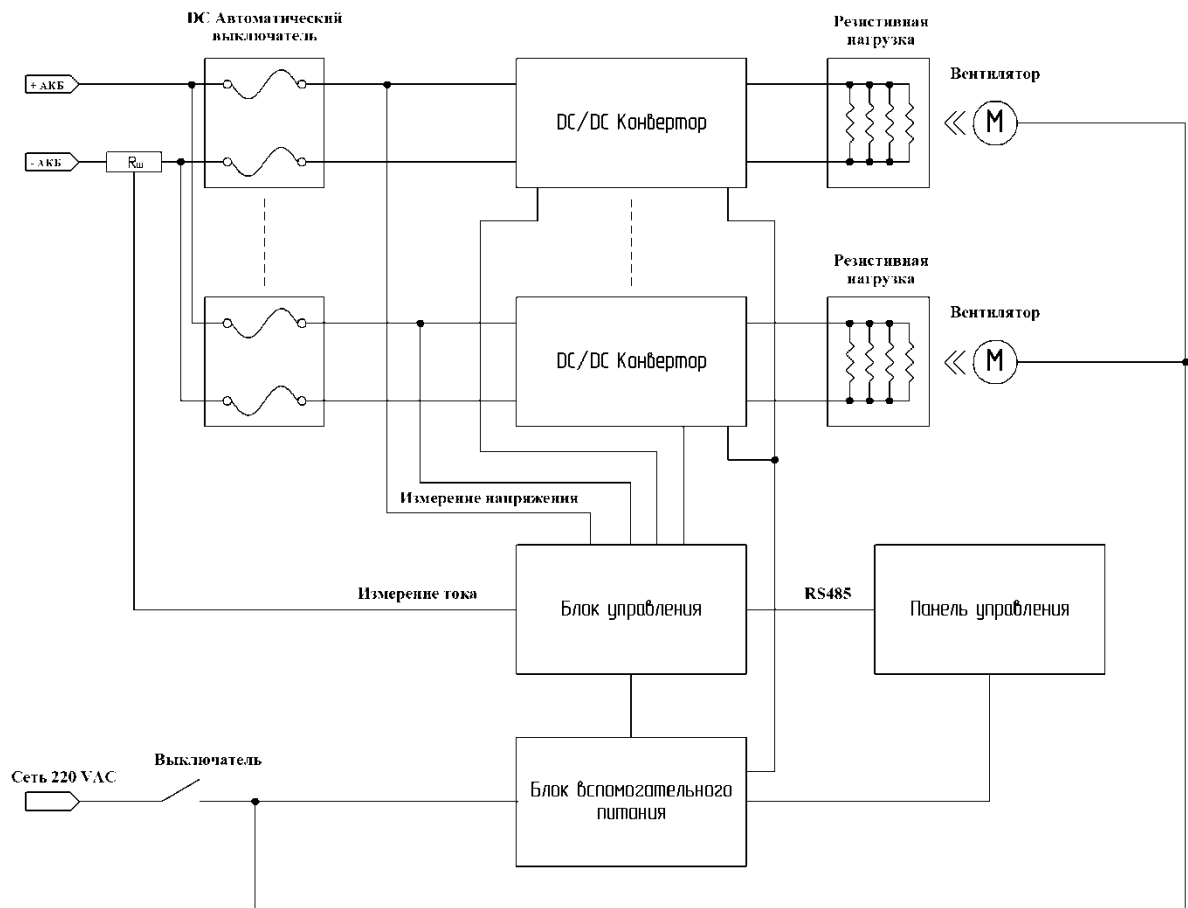 DC Автоматический
выключатель
Резистивная
нагрузка
Вентилятор
+ АКБ
DC/DC Конвертор
М
- АКБ
Rш
Резистивная
нагрузка
Вентилятор
DC/DC Конвертор
М
Измерение напряжения
Измерение тока
Блок управления
RS485
Панель управления
Выключатель
Сеть 220 VAC
Блок вспомогательного
питания